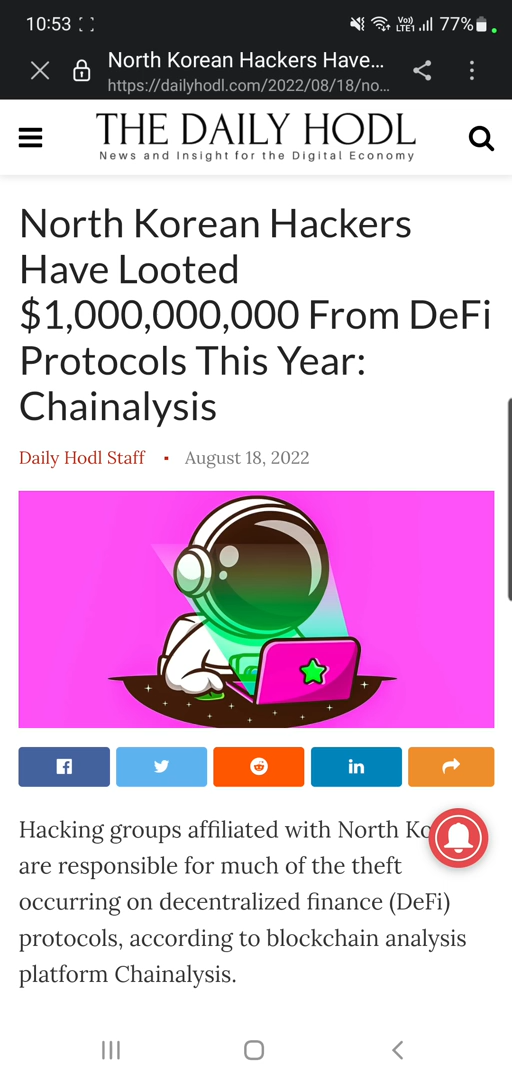 10:53
Vo)) LTE1 77%
North Korean Hackers Have...
https://dailyhodl.com/2022/08/18/no...
THE DAILY HODL
News and Insight for the Digital Economy
North Korean Hackers
Have Looted
$1,000,000,000 From DeFi
Protocols This Year:
Chainalysis
Daily Hodl Staff ▪ August 18, 2022
Hacking groups affiliated with North Ko
are responsible for much of the theft
occurring on decentralized finance (DeFi)
protocols, according to blockchain analysis
platform Chainalysis.